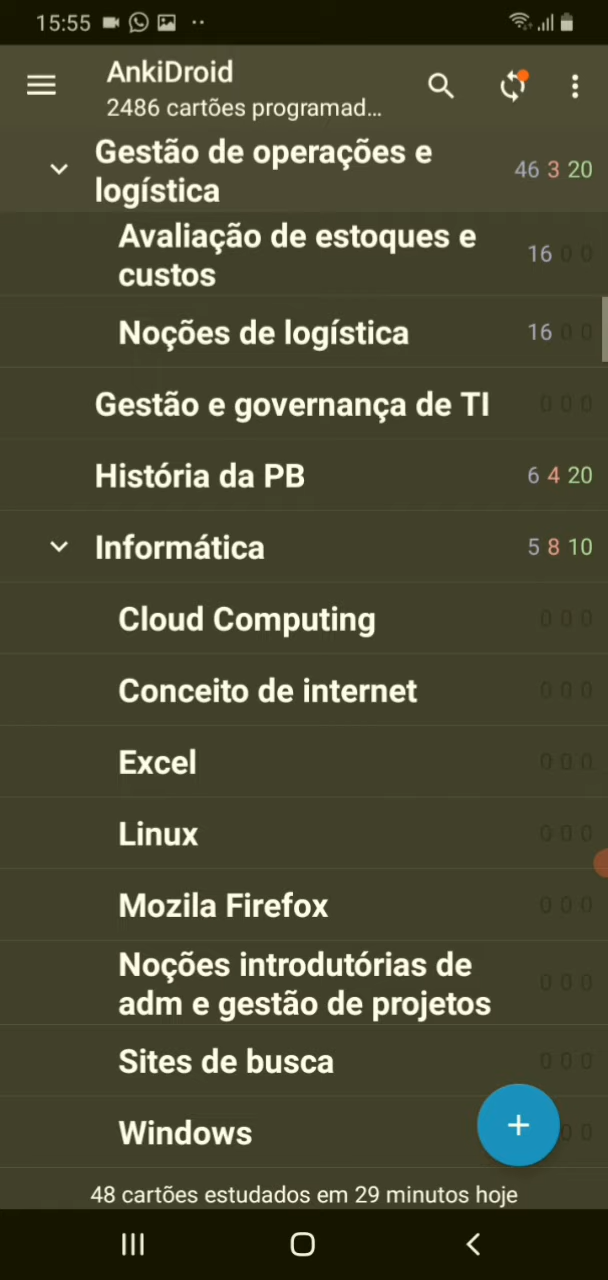 15:55
AnkiDroid
2486 cartões programad...
Gestão de operações e
logística
46 3 20
Avaliação de estoques e
custos
16 0 0
Noções de logística
16 0 0
Gestão e governança de TI
0 0 0
História da PB
6 4 20
Informática
5 8 10
Cloud Computing
0 0 0
Conceito de internet
0 0 0
Excel
0 0 0
Linux
0 0 0
Mozila Firefox
0 0 0
Noções introdutórias de
adm e gestão de projetos
0 0 0
Sites de busca
0 0 0
Windows
0 0
48 cartões estudados em 29 minutos hoje